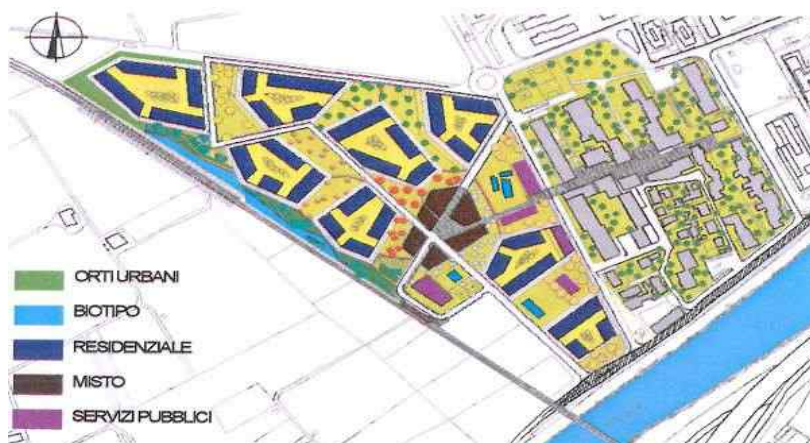 ORTI URBANI
BIOTIPO
RESIDENZIALE
MISTO
SERVIZI PUBBLICI